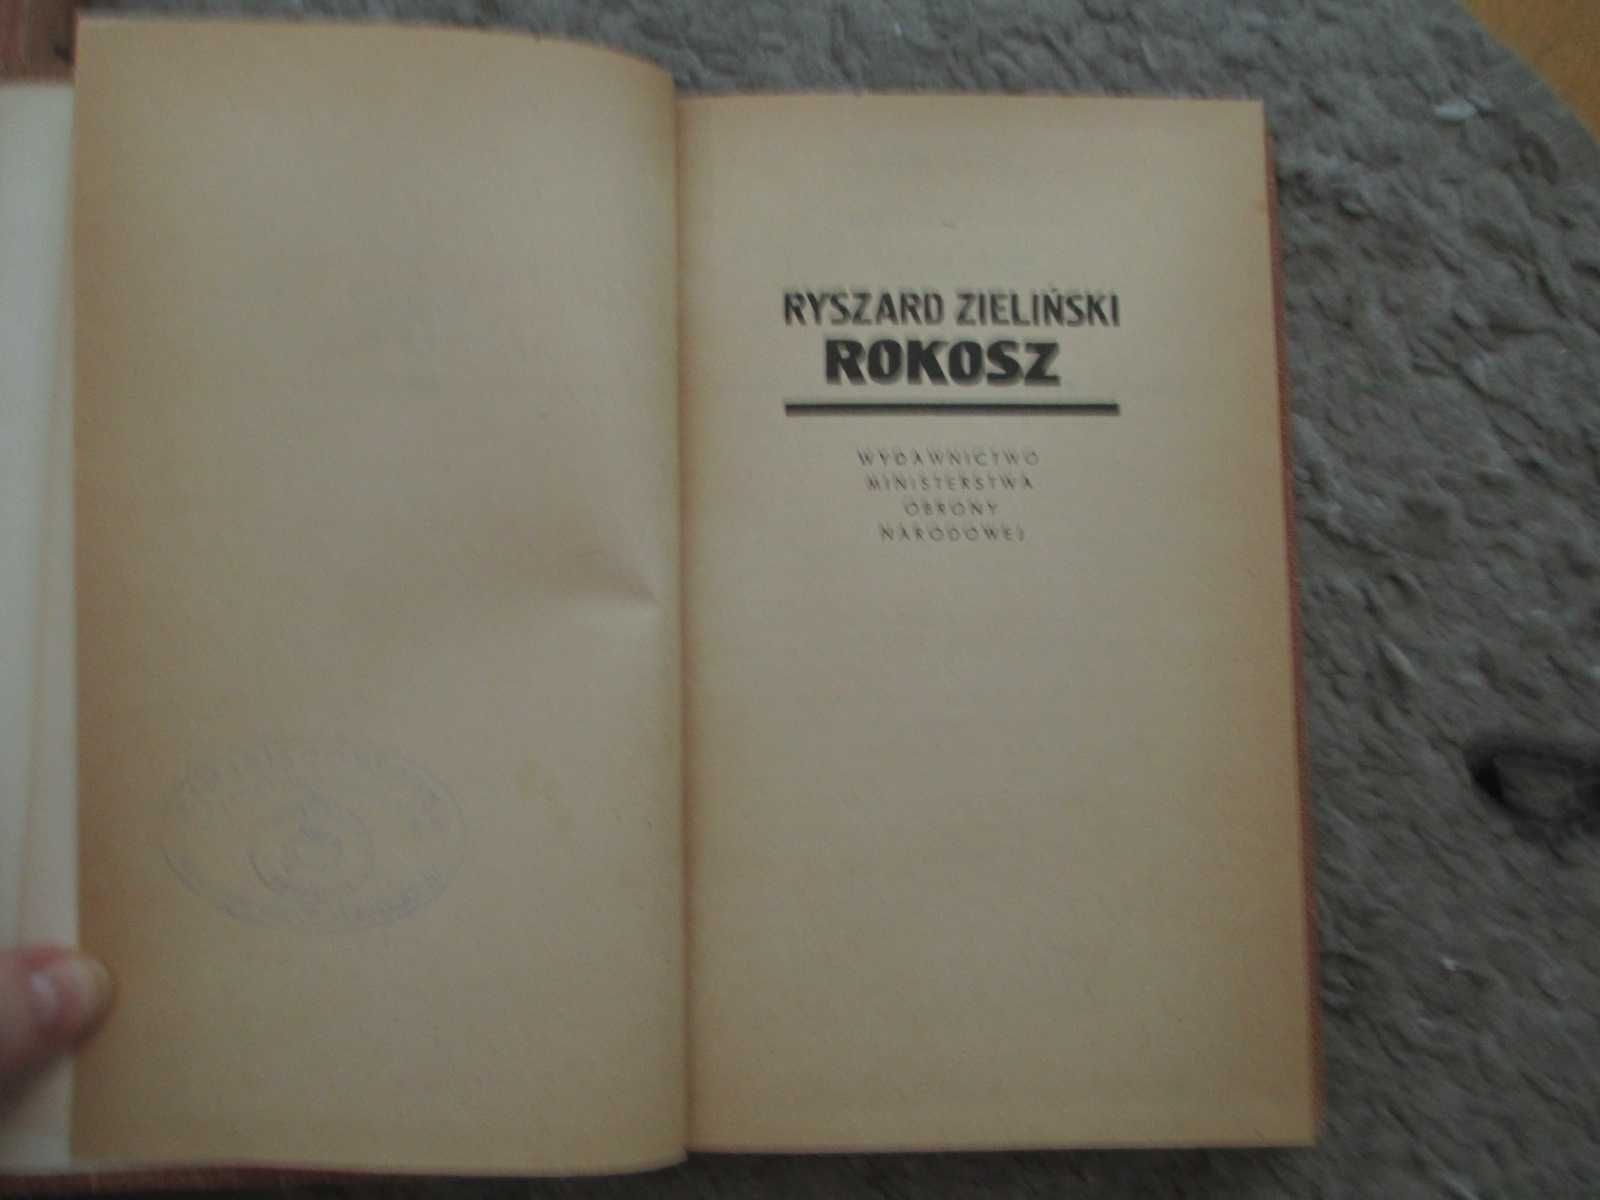 RYSZARD ZIELIŃSKI
ROKOSZ
WYDAWNICTWO
MINISTERSTWA
OBRONY
NARODOWEJ